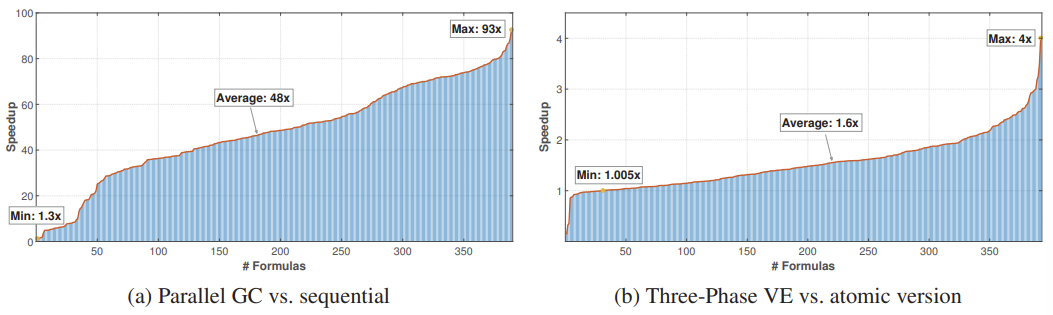 100
80
60
40
20
0
Speedup
Max: 93x
Average: 48x
Min: 1.3x
50 100 150 200 250 300 350
# Formulas
(a) Parallel GC vs. sequential
4
3
2
1
Speedup
Max: 4x
Average: 1.6x
Min: 1.005x
50 100 150 200 250 300 350
# Formulas
(b) Three-Phase VE vs. atomic version